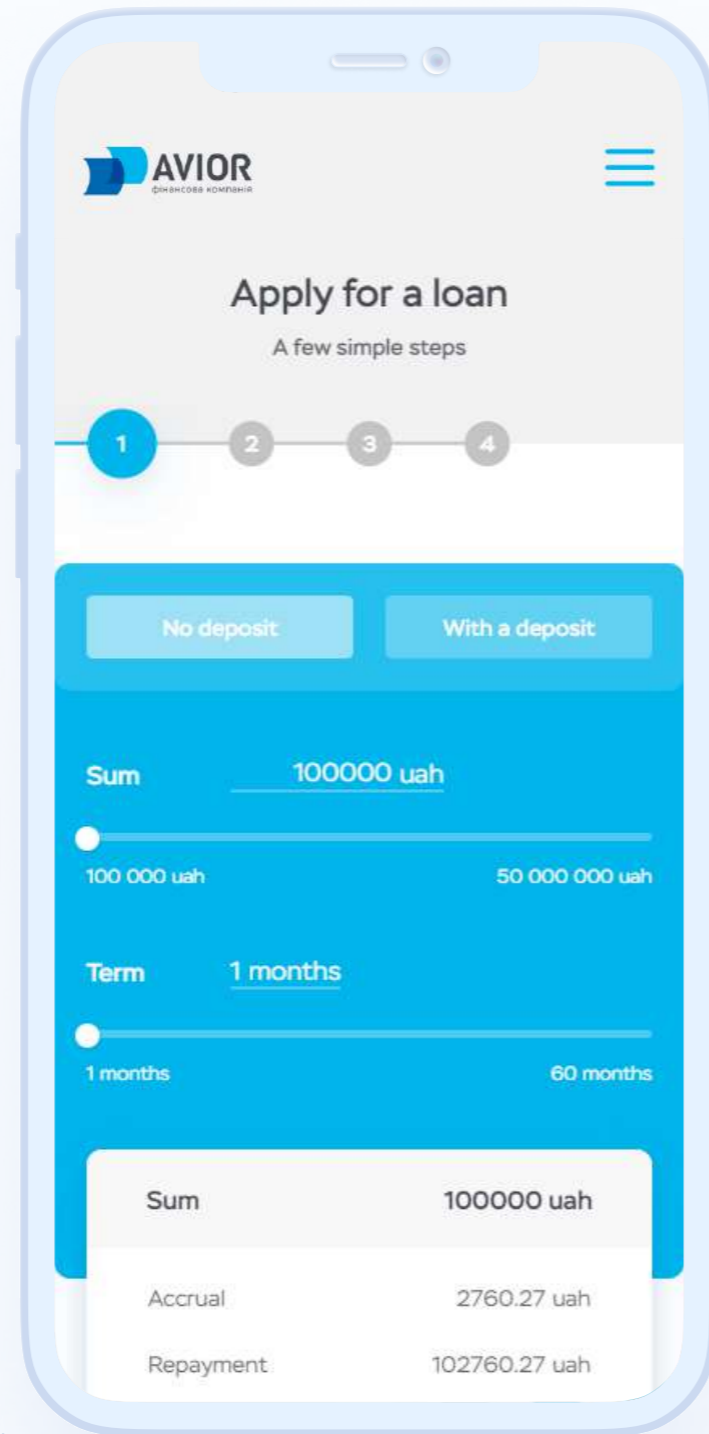 AVIOR
фінансова компанія
Apply for a loan
A few simple steps
1 2 3 4
No deposit With a deposit
Sum 100000 uah
100 000 uah 50 000 000 uah
Term 1 months
1 months 60 months
Sum 100000 uah
Accrual 2760.27 uah
Repayment 102760.27 uah